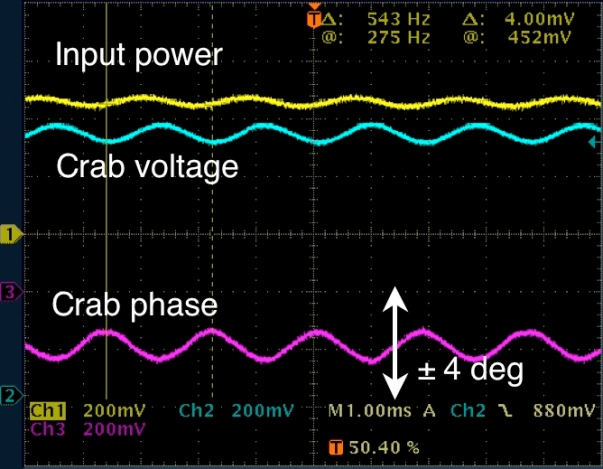 T Δ: 543 Hz Δ: 4.00mV
@: 275 Hz @: 452mV
Input power
Crab voltage
1
3
Crab phase
± 4 deg
2
Ch1 200mV Ch2 200mV M1.00ms A Ch2 ꔪ 880mV
Ch3 200mV
T 50.40 %